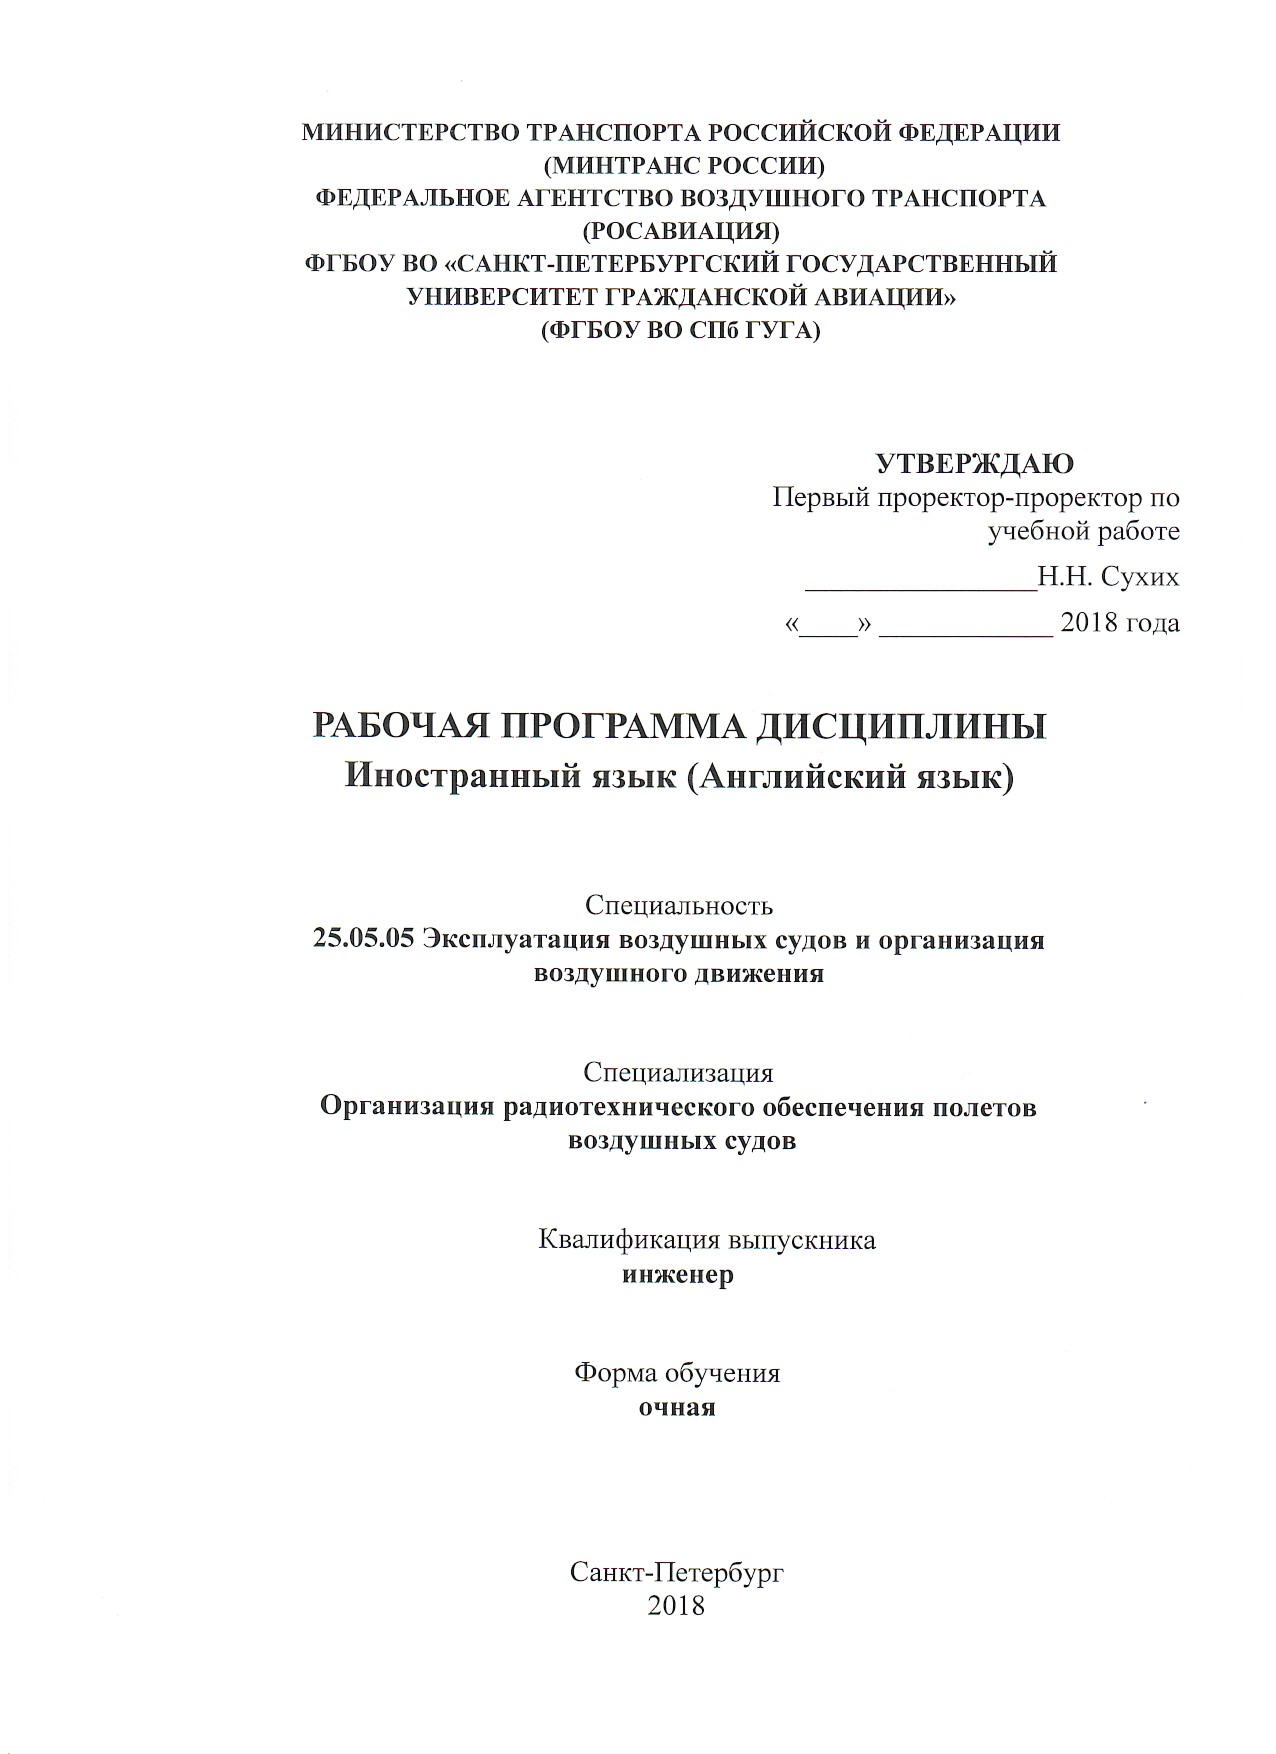 МИНИСТЕРСТВО ТРАНСПОРТА РОССИЙСКОЙ ФЕДЕРАЦИИ
(МИНТРАНС РОССИИ)
ФЕДЕРАЛЬНОЕ АГЕНТСТВО ВОЗДУШНОГО ТРАНСПОРТА
(РОСАВИАЦИЯ)
ФГБОУ ВО «САНКТ-ПЕТЕРБУРГСКИЙ ГОСУДАРСТВЕННЫЙ
УНИВЕРСИТЕТ ГРАЖДАНСКОЙ АВИАЦИИ»
(ФГБОУ ВО СПб ГУГА)
УТВЕРЖДАЮ
Первый проректор-проректор по
учебной работе
________________Н.Н. Сухих
«____» ____________ 2018 года
РАБОЧАЯ ПРОГРАММА ДИСЦИПЛИНЫ
Иностранный язык (Английский язык)
Специальность
25.05.05 Эксплуатация воздушных судов и организация
воздушного движения
Специализация
Организация радиотехнического обеспечения полетов
воздушных судов
Квалификация выпускника
инженер
Форма обучения
очная
Санкт-Петербург
2018